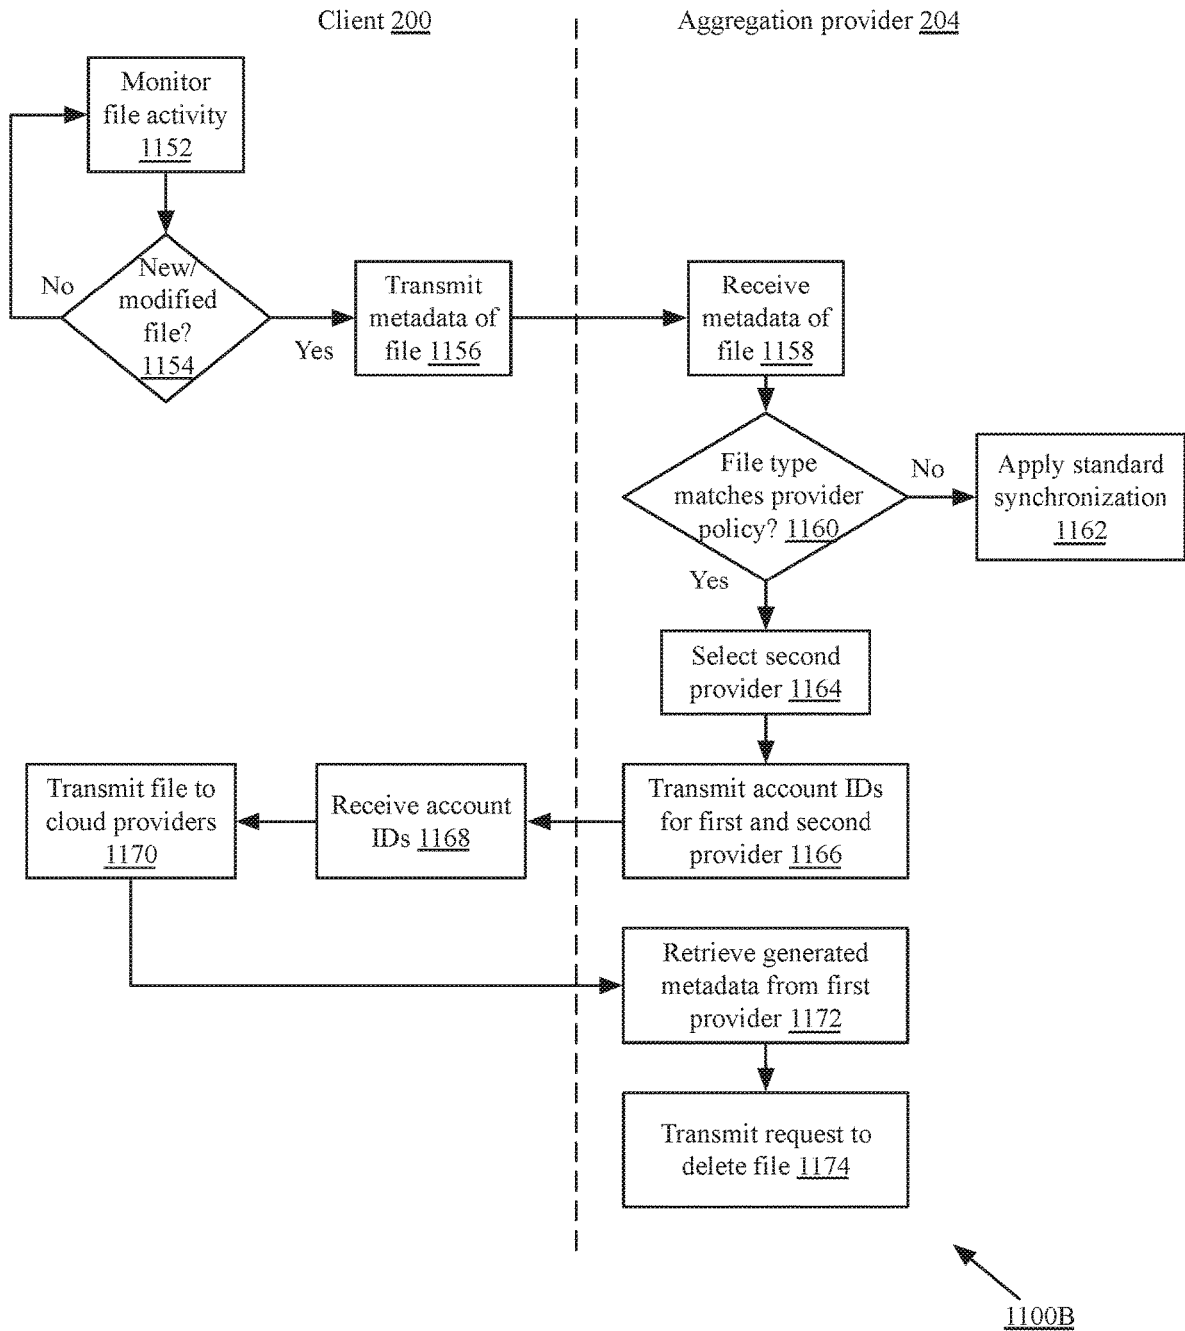 Client 200
Aggregation provider 204
Monitor
file activity
1152
No
New/
modified
file?
1154
Yes
Transmit
metadata of
file 1156
Receive
metadata of
file 1158
File type
matches provider
policy? 1160
No
Apply standard
synchronization
1162
Yes
Select second
provider 1164
Transmit account IDs
for first and second
provider 1166
Receive account
IDs 1168
Transmit file to
cloud providers
1170
Retrieve generated
metadata from first
provider 1172
Transmit request to
delete file 1174
1100B